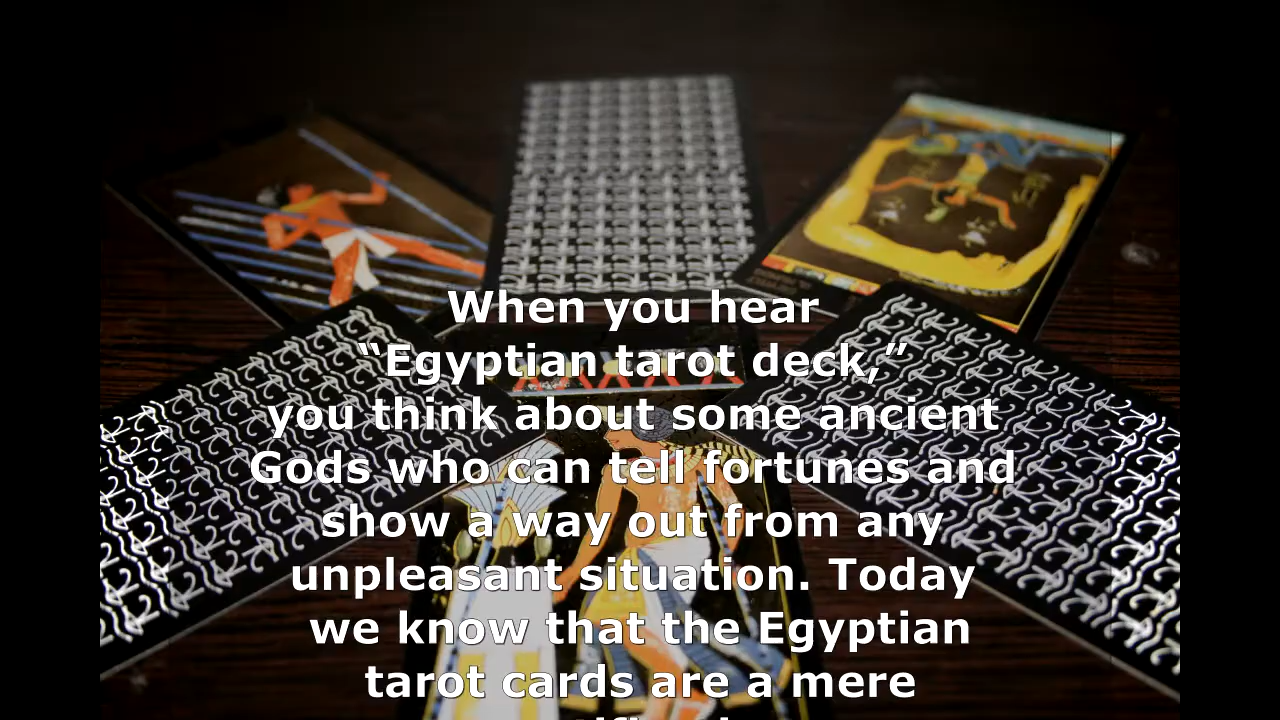 When you hear
“Egyptian tarot deck,”
you think about some ancient
Gods who can tell fortunes and
show a way out from any
unpleasant situation. Today
we know that the Egyptian
tarot cards are a mere